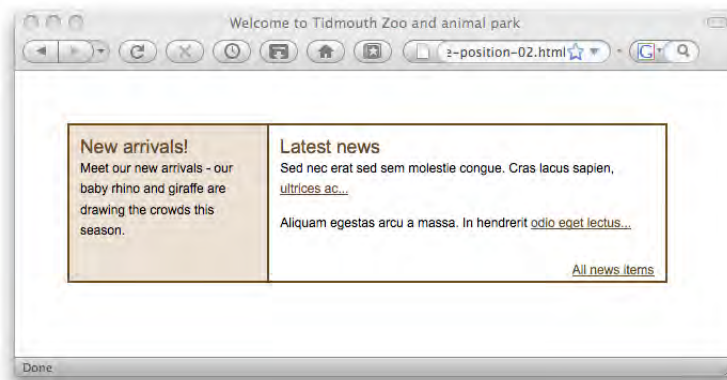 Welcome to Tidmouth Zoo and animal park
e-position-02.html
G
New arrivals!
Meet our new arrivals - our
baby rhino and giraffe are
drawing the crowds this
season.
Latest news
Sed nec erat sed sem molestie congue. Cras lacus sapien,
ultrices ac...
Aliquam egestas arcu a massa. In hendrerit odio eget lectus...
All news items
Done